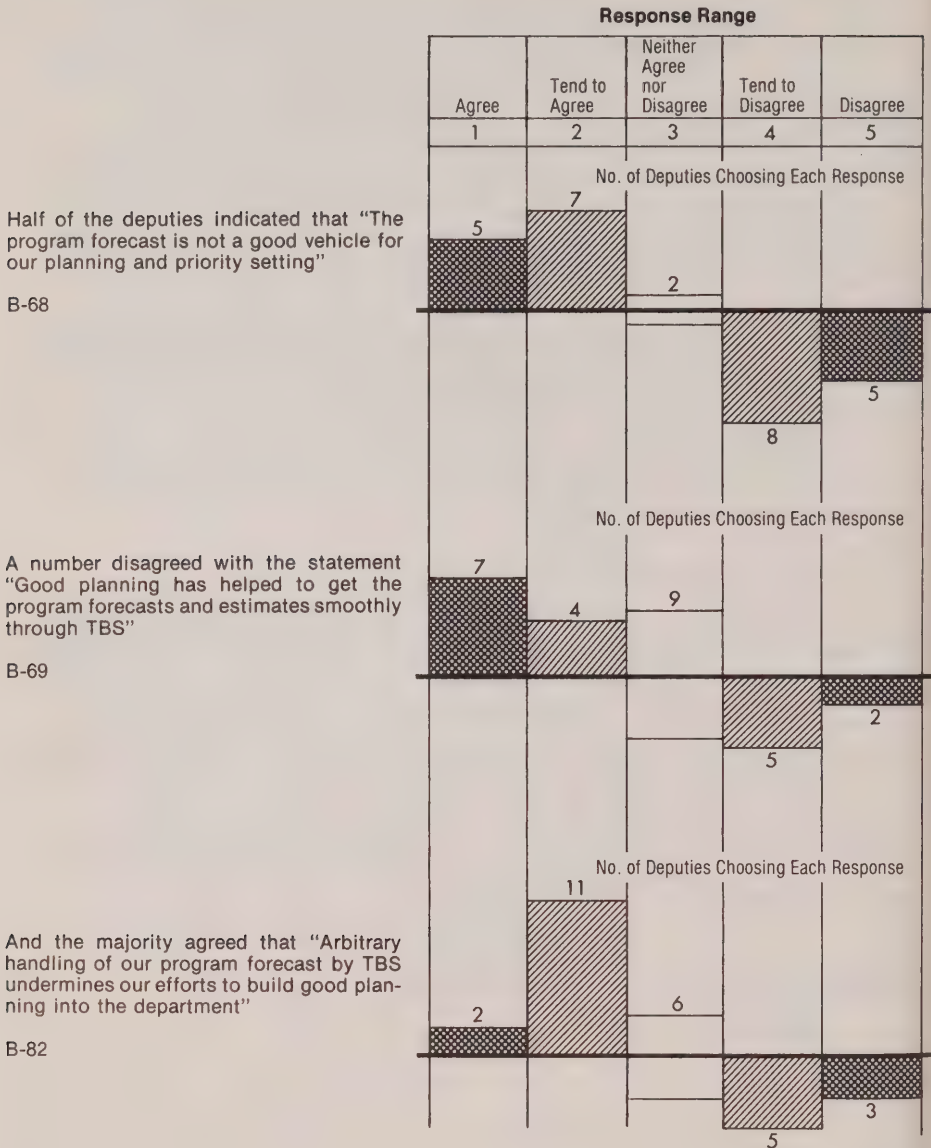 Response Range
Neither
Agree
Tend to nor Tend to
Agree Agree Disagree Disagree Disagree
1 2 3 4 5
No. of Deputies Choosing Each Response
Half of the deputies indicated that “The
program forecast is not a good vehicle for
our planning and priority setting”
B-68
5 7 2 8 5
No. of Deputies Choosing Each Response
A number disagreed with the statement
“Good planning has helped to get the
program forecasts and estimates smoothly
through TBS”
B-69
7 4 9 5 2
No. of Deputies Choosing Each Response
And the majority agreed that “Arbitrary
handling of our program forecast by TBS
undermines our efforts to build good plan-
ning into the department”
B-82
2 11 6 5 3